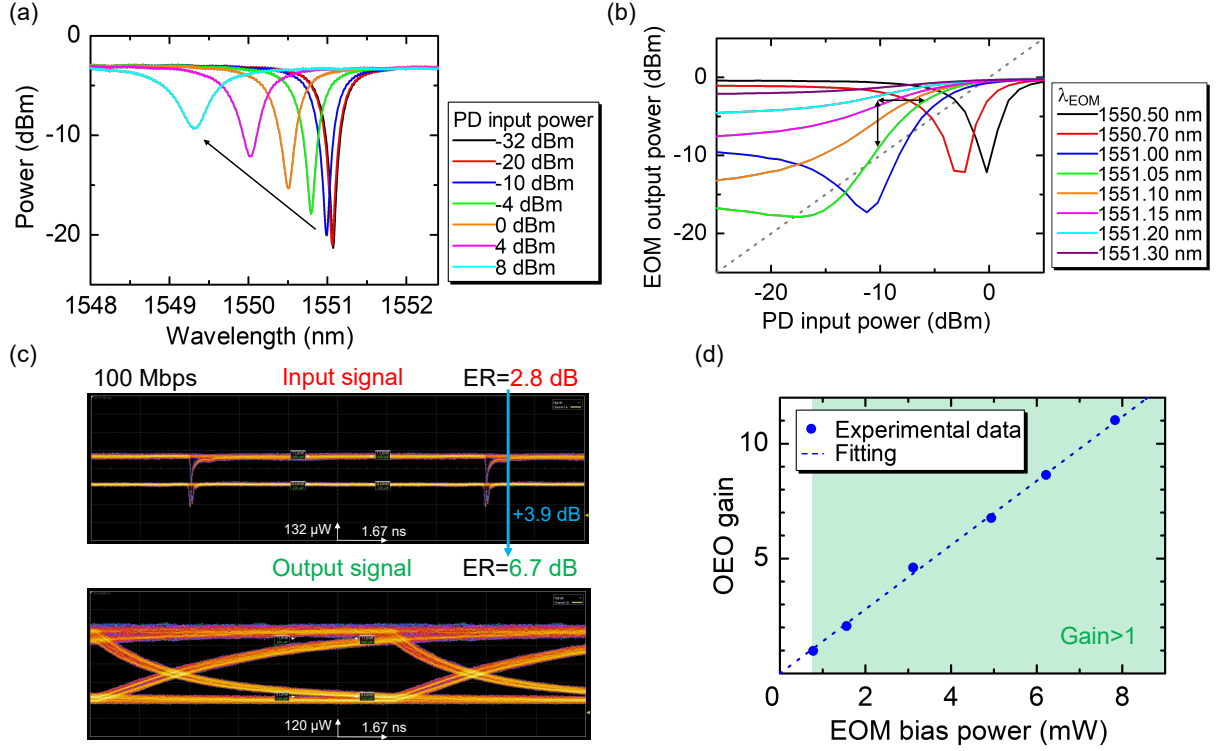 (a)
0
-10
-20
Power (dBm)
1548
1549
1550
1551
1552
Wavelength (nm)
PD input power
-32 dBm
-20 dBm
-10 dBm
-4 dBm
0 dBm
4 dBm
8 dBm
(b)
0
-10
-20
EOM output power (dBm)
-20
-10
0
PD input power (dBm)
λEOM
1550.50 nm
1550.70 nm
1551.00 nm
1551.05 nm
1551.10 nm
1551.15 nm
1551.20 nm
1551.30 nm
(c)
100 Mbps
Input signal
ER=2.8 dB
+3.9 dB
132 μW
1.67 ns
Output signal
ER=6.7 dB
120 μW
1.67 ns
(d)
10
5
OEO gain
Experimental data
Fitting
Gain>1
0
2
4
6
8
EOM bias power (mW)